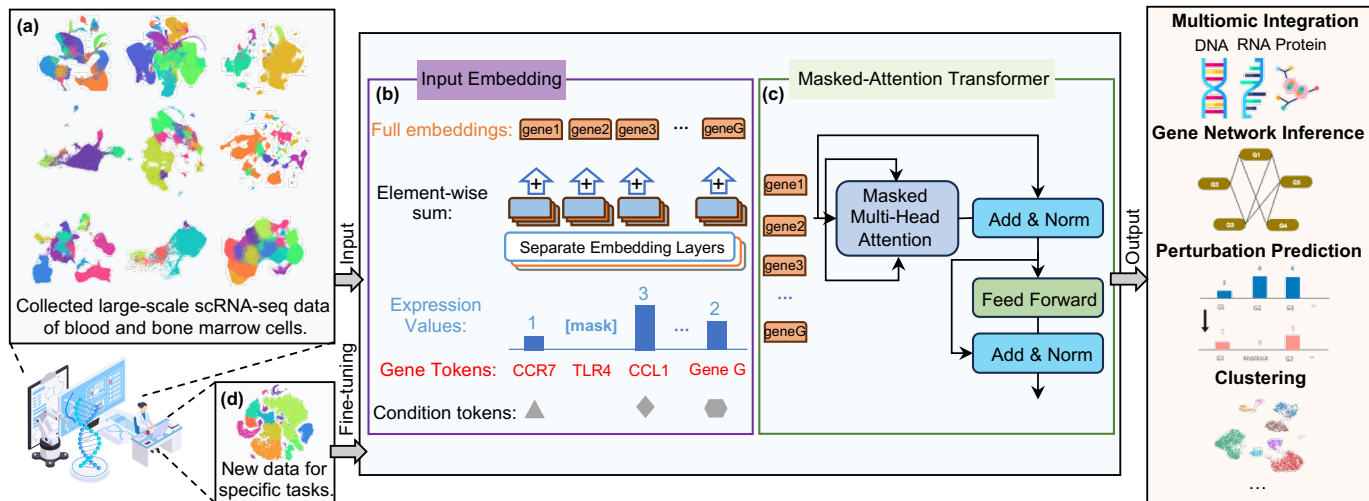 (a)
Collected large-scale scRNA-seq data
of blood and bone marrow cells.
(d)
New data for
specific tasks.
Input
Fine-tuning
Input Embedding
(b)
Full embeddings: gene1 gene2 gene3 ... geneG
+ + + +
Element-wise
sum:
Separate Embedding Layers
Expression
Values:
1 [mask] 3 ... 2
Gene Tokens: CCR7 TLR4 CCL1 Gene G
Condition tokens:
Masked-Attention Transformer
(c)
gene1
gene2
gene3
...
geneG
Masked
Multi-Head
Attention
Add & Norm
Feed Forward
Add & Norm
Output
Multiomic Integration
DNA RNA Protein
Gene Network Inference
G1
G2 G5
G3 G4
Perturbation Prediction
G1 G2 G3 ...
G3 Knockout G3 ...
Clustering
...